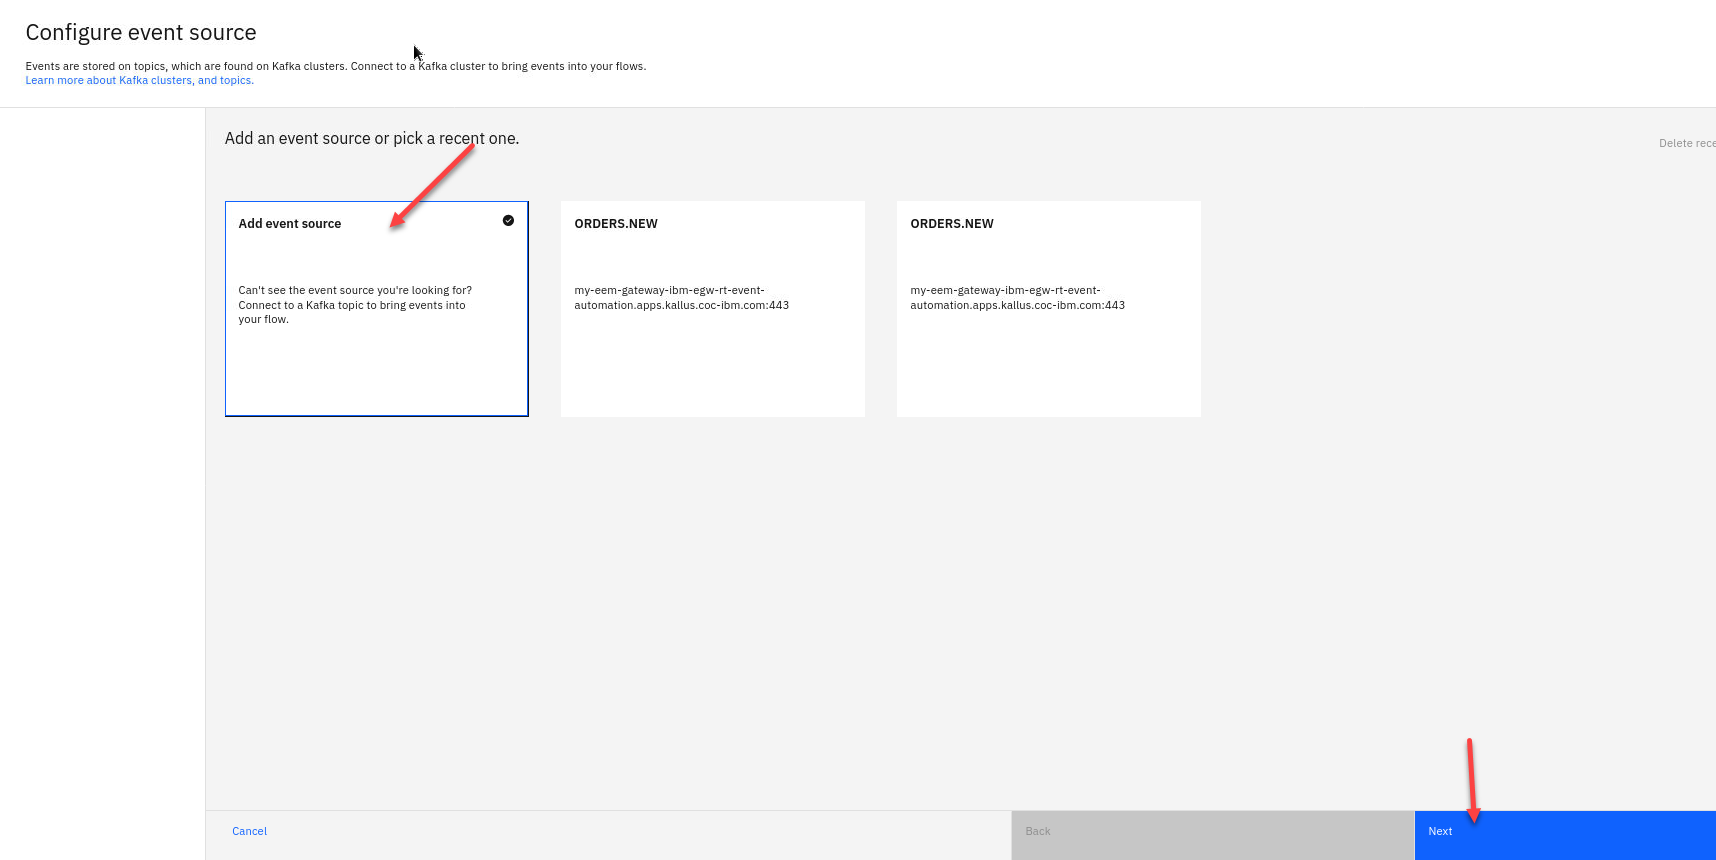 Configure event source
Events are stored on topics, which are found on Kafka clusters. Connect to a Kafka cluster to bring events into your flows.
Learn more about Kafka clusters, and topics.
Add an event source or pick a recent one.
Delete rece
Add event source
Can't see the event source you're looking for?
Connect to a Kafka topic to bring events into
your flow.
ORDERS.NEW
my-eem-gateway-ibm-egw-rt-event-
automation.apps.kallus.coc-ibm.com:443
ORDERS.NEW
my-eem-gateway-ibm-egw-rt-event-
automation.apps.kallus.coc-ibm.com:443
Cancel
Back
Next